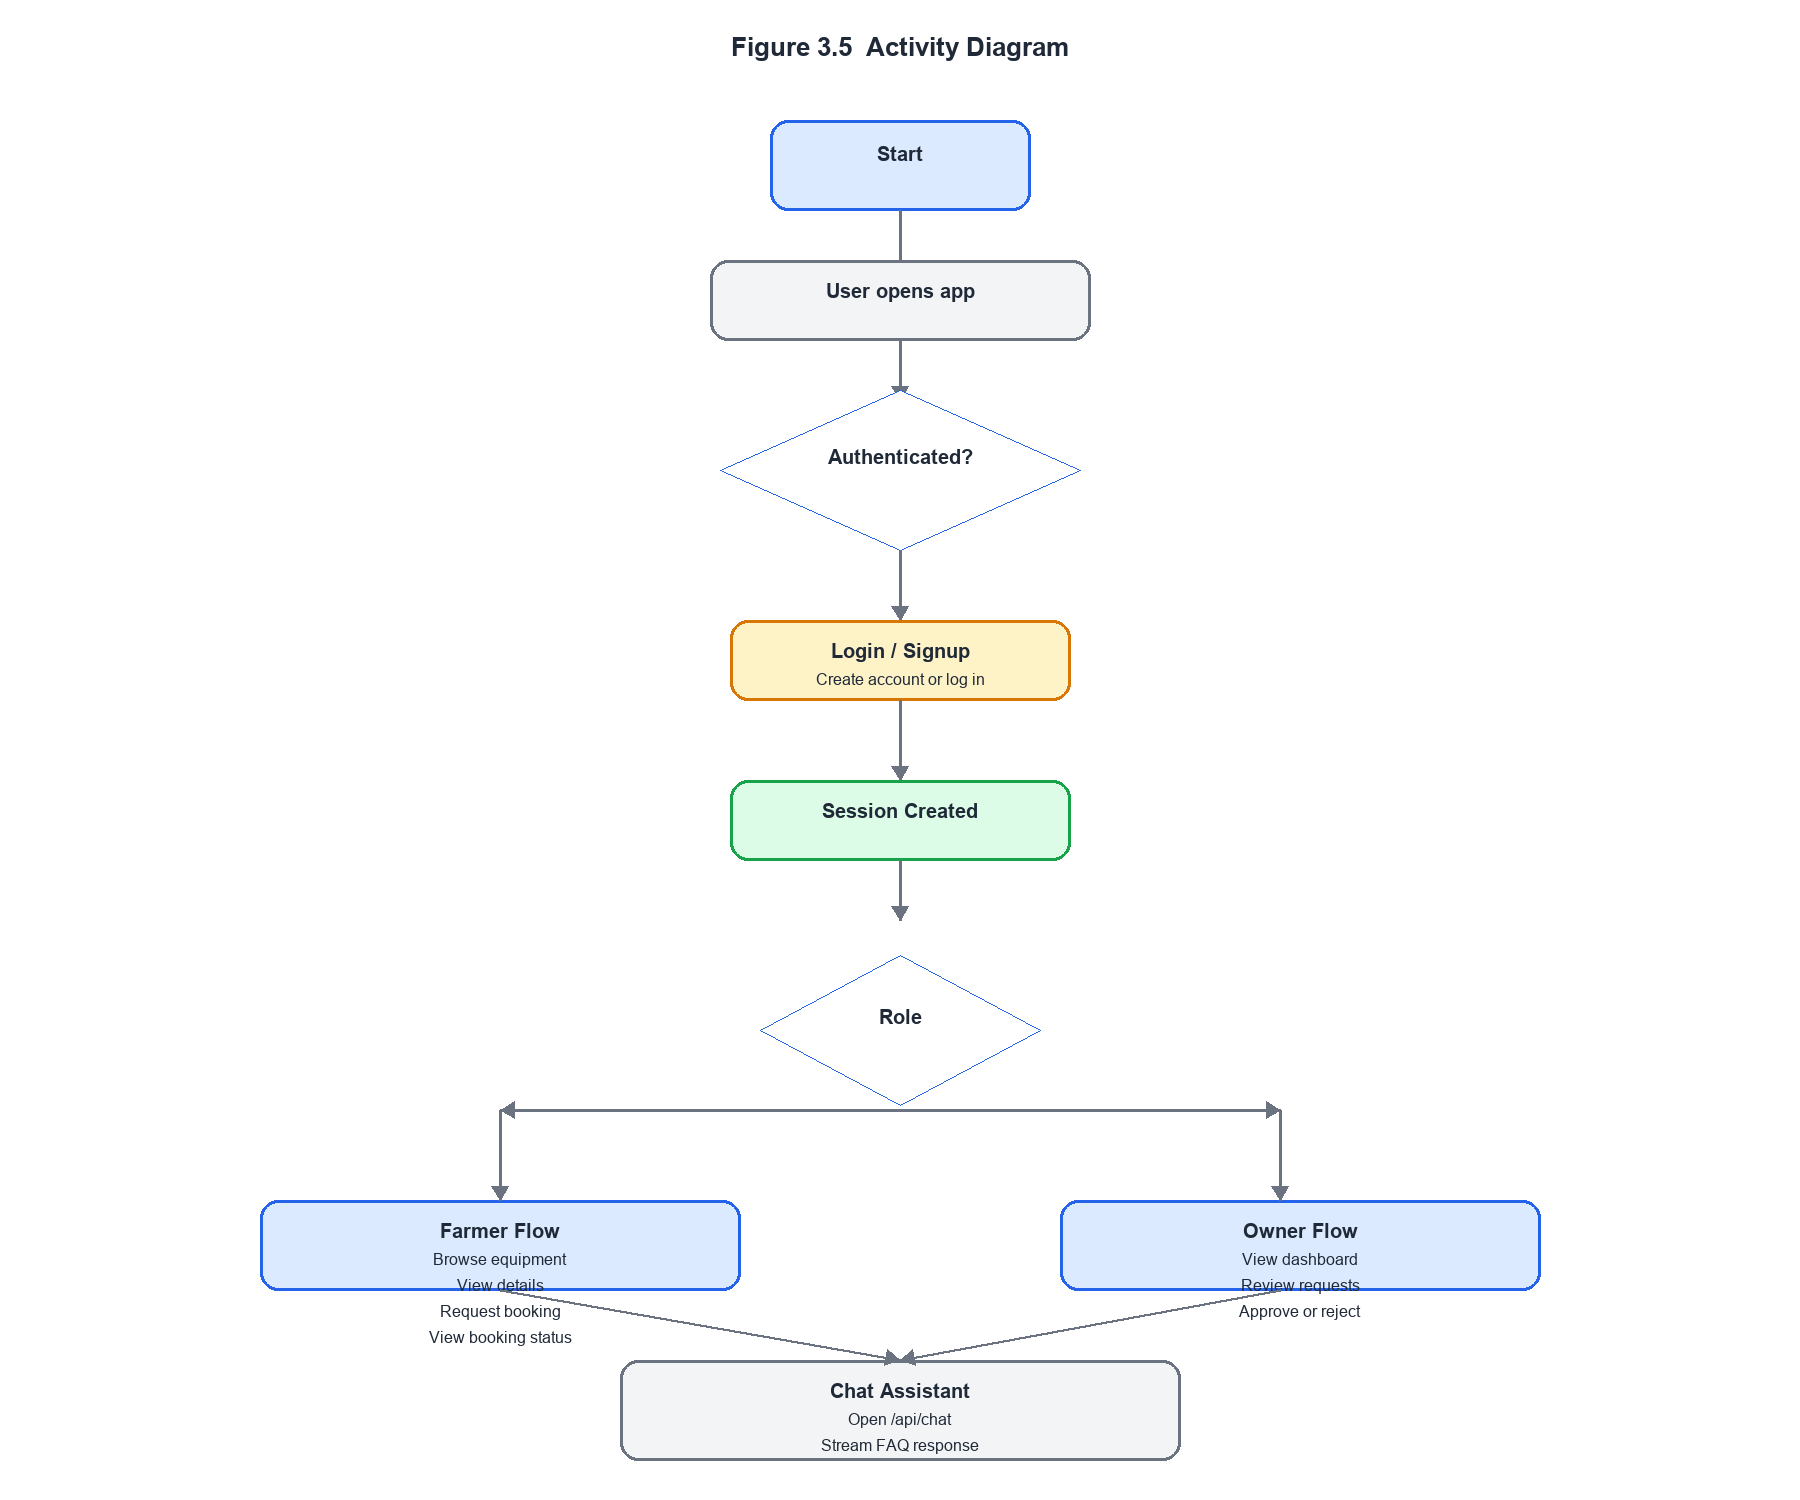 Figure 3.5  Activity Diagram
Start
User opens app
Authenticated?
Login / Signup
Create account or log in
Session Created
Role
Farmer Flow
Browse equipment
View details
Request booking
View booking status
Owner Flow
View dashboard
Review requests
Approve or reject
Chat Assistant
Open /api/chat
Stream FAQ response